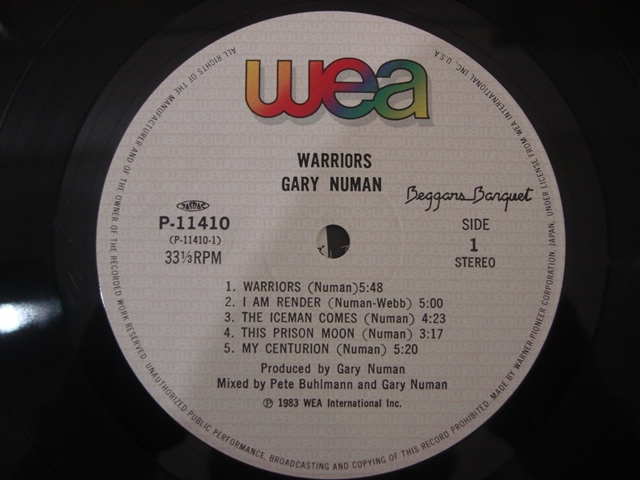 wea
WARRIORS
GARY NUMAN
Beggars Banquet
JASRAC
P-11410
(P-11410-1)
33⅓RPM
SIDE
1
STEREO
1. WARRIORS (Numan)5:48
2. I AM RENDER (Numan-Webb) 5:00
3. THE ICEMAN COMES (Numan) 4:23
4. THIS PRISON MOON (Numan) 3:17
5. MY CENTURION (Numan) 5:20
Produced by Gary Numan
Mixed by Pete Buhlmann and Gary Numan
℗ 1983 WEA International Inc.
ALL RIGHTS OF THE MANUFACTURER AND OF THE OWNER OF THE RECORDED WORK RESERVED. UNAUTHORIZED PUBLIC PERFORMANCE, BROADCASTING AND COPYING OF THIS RECORD PROHIBITED. MADE BY WARNER-PIONEER CORPORATION, JAPAN, UNDER LICENSE FROM WEA INTERNATIONAL INC., U.S.A.